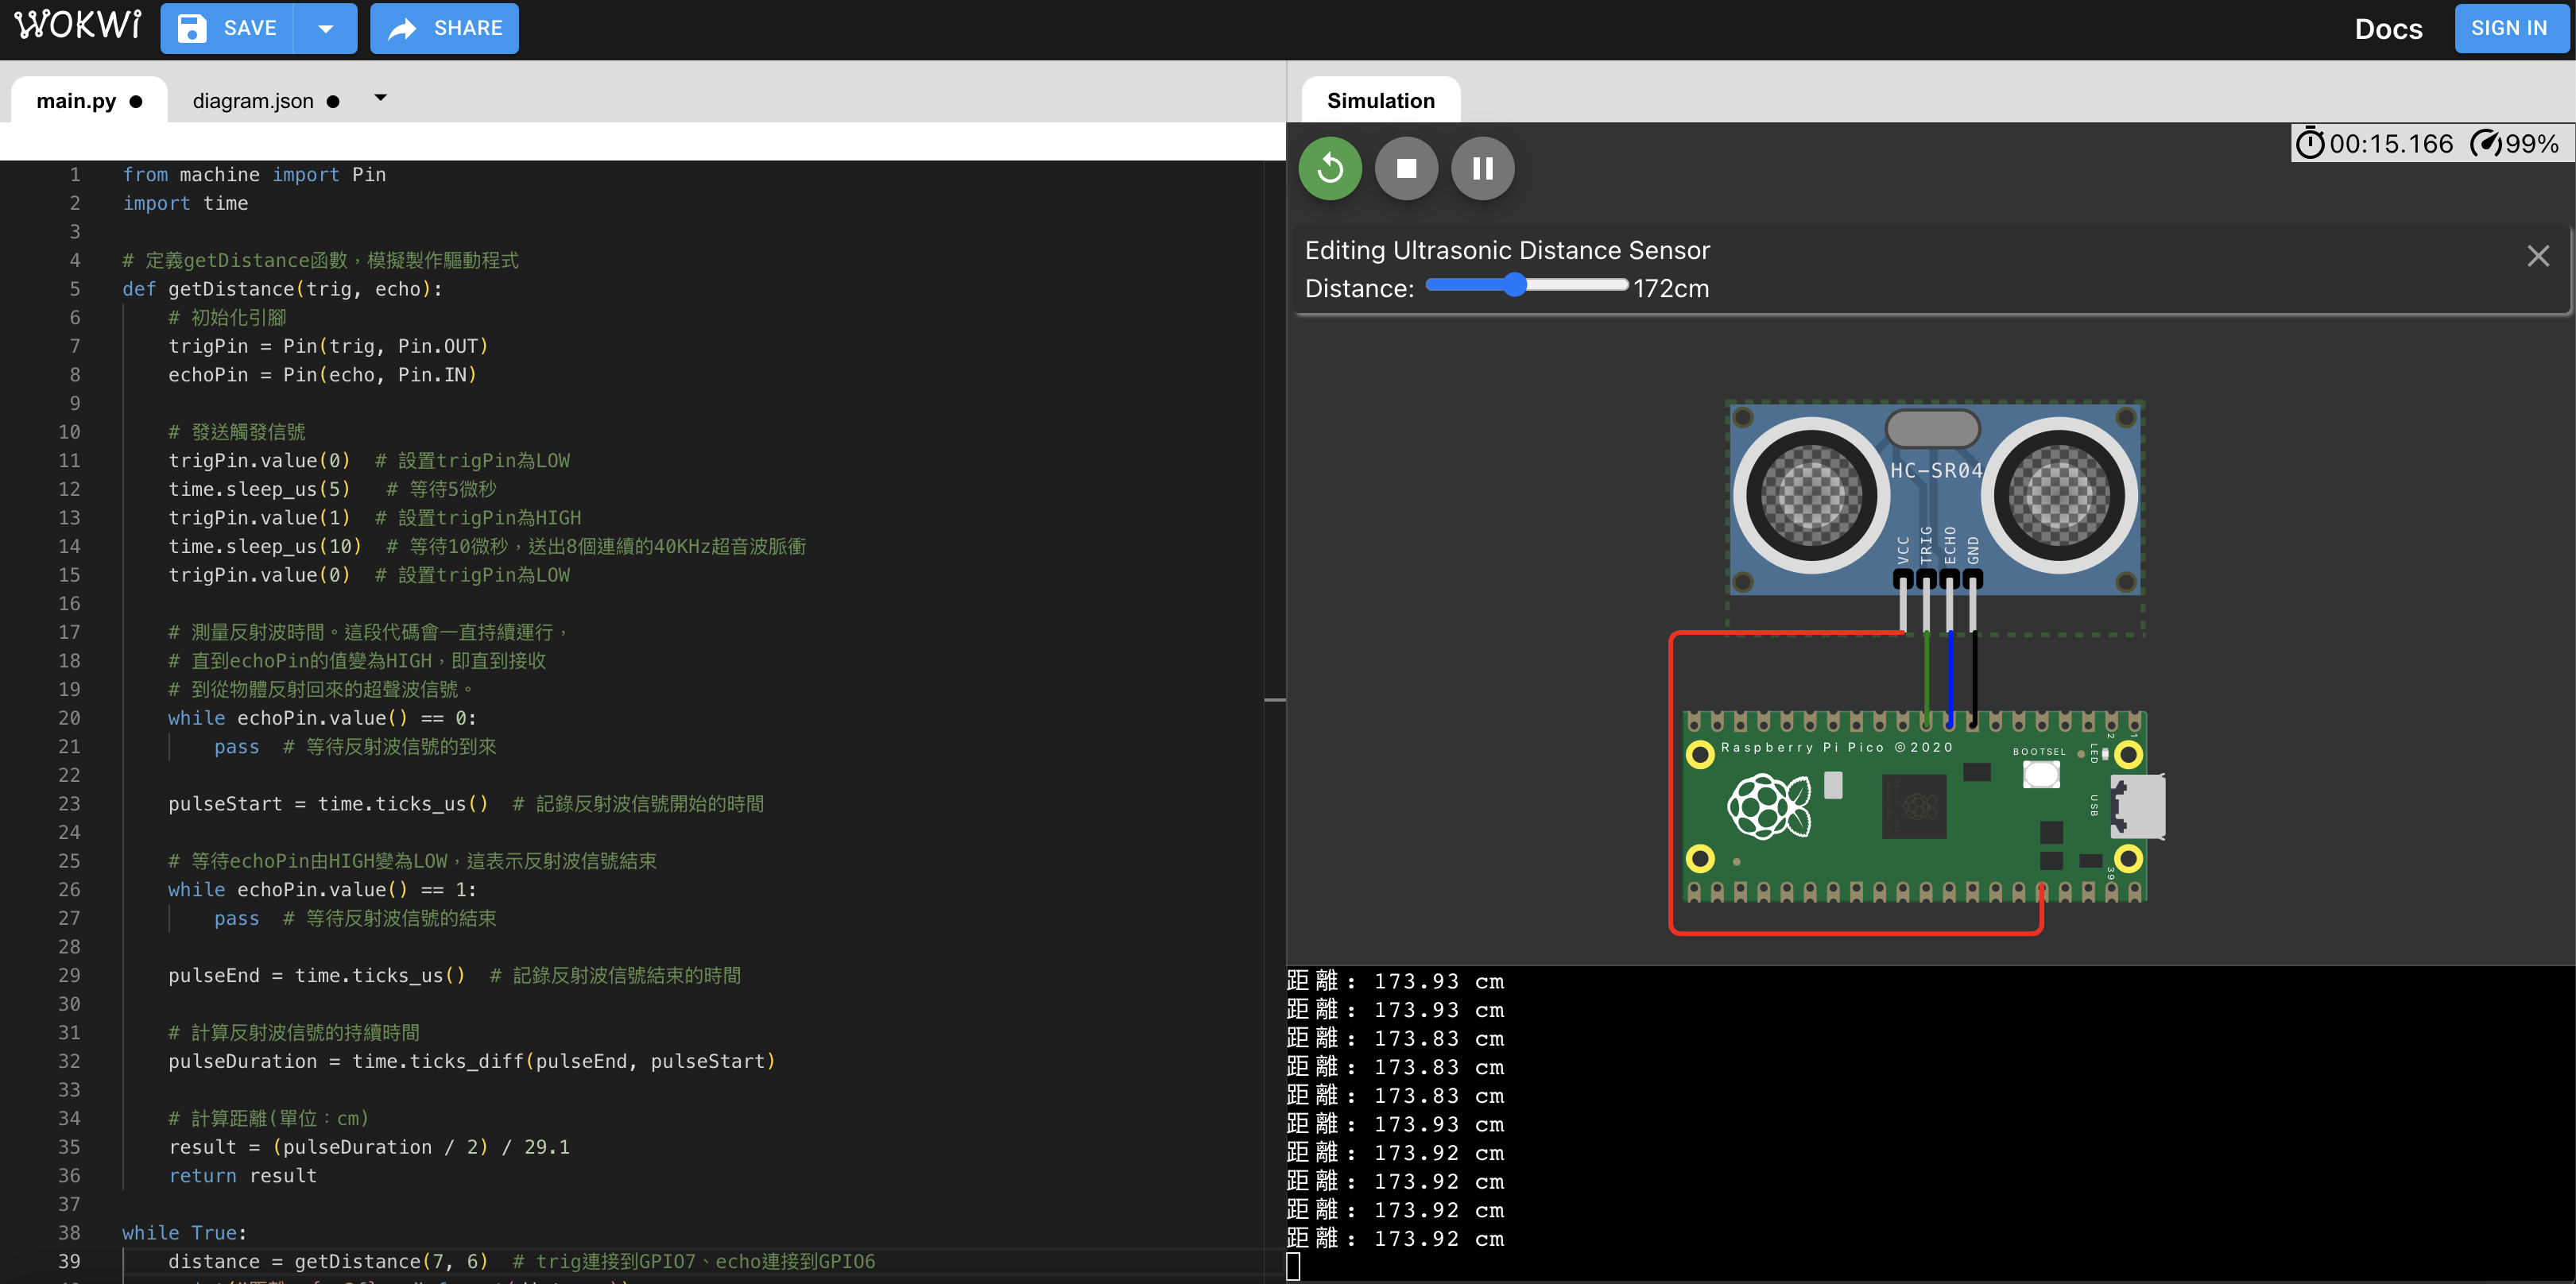 WOKWi
SAVE
SHARE
Docs
SIGN IN
main.py ●
diagram.json ●
1 from machine import Pin
2 import time
3
4 # 定義getDistance函數，模擬製作驅動程式
5 def getDistance(trig, echo):
6 # 初始化引腳
7 trigPin = Pin(trig, Pin.OUT)
8 echoPin = Pin(echo, Pin.IN)
9
10 # 發送觸發信號
11 trigPin.value(0) # 設置trigPin為LOW
12 time.sleep_us(5) # 等待5微秒
13 trigPin.value(1) # 設置trigPin為HIGH
14 time.sleep_us(10) # 等待10微秒，送出8個連續的40KHz超音波脈衝
15 trigPin.value(0) # 設置trigPin為LOW
16
17 # 測量反射波時間。這段代碼會一直持續運行，
18 # 直到echoPin的值變為HIGH，即直到接收
19 # 到從物體反射回來的超聲波信號。
20 while echoPin.value() == 0:
21 pass # 等待反射波信號的到來
22
23 pulseStart = time.ticks_us() # 記錄反射波信號開始的時間
24
25 # 等待echoPin由HIGH變為LOW，這表示反射波信號結束
26 while echoPin.value() == 1:
27 pass # 等待反射波信號的結束
28
29 pulseEnd = time.ticks_us() # 記錄反射波信號結束的時間
30
31 # 計算反射波信號的持續時間
32 pulseDuration = time.ticks_diff(pulseEnd, pulseStart)
33
34 # 計算距離(單位：cm)
35 result = (pulseDuration / 2) / 29.1
36 return result
37
38 while True:
39 distance = getDistance(7, 6) # trig連接到GPIO7、echo連接到GPIO6
Simulation
00:15.166 99%
Editing Ultrasonic Distance Sensor
Distance: 172cm
HC-SR04
VCC
TRIG
ECHO
GND
Raspberry Pi Pico ©2020
BOOTSEL
LED
2
1
USB
39
距離: 173.93 cm
距離: 173.93 cm
距離: 173.83 cm
距離: 173.83 cm
距離: 173.83 cm
距離: 173.93 cm
距離: 173.92 cm
距離: 173.92 cm
距離: 173.92 cm
距離: 173.92 cm